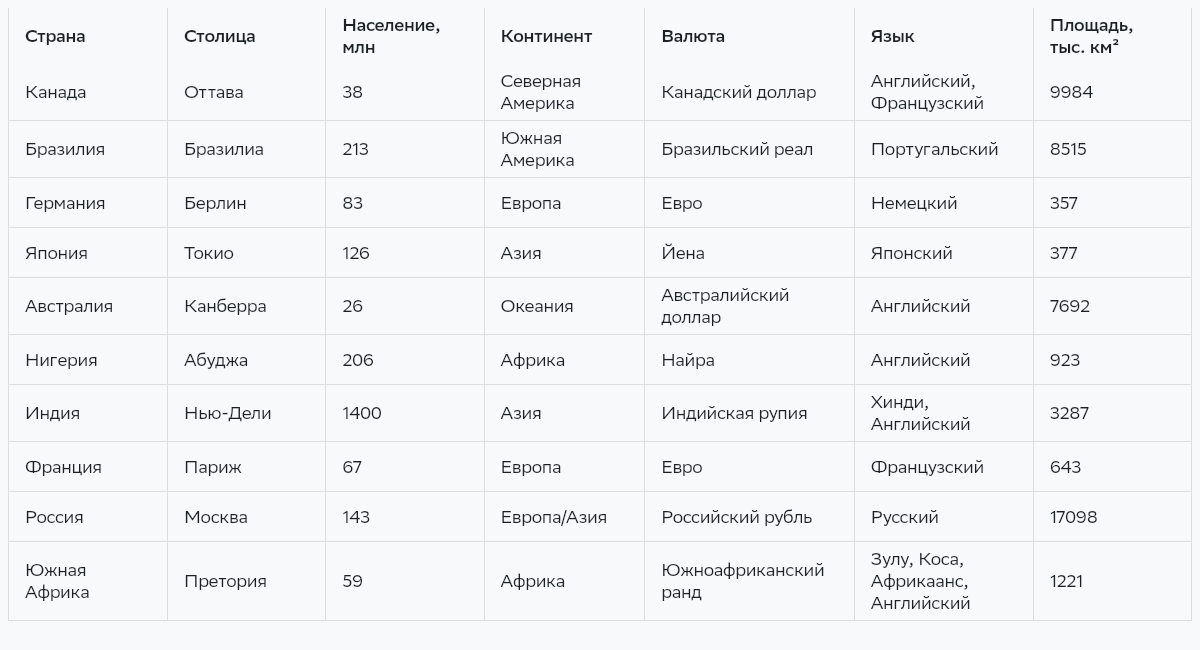 Страна Столица Население, млн Континент Валюта Язык Площадь, тыс. км²
Канада Оттава 38 Северная Америка Канадский доллар Английский, Французский 9984
Бразилия Бразилиа 213 Южная Америка Бразильский реал Португальский 8515
Германия Берлин 83 Европа Евро Немецкий 357
Япония Токио 126 Азия Йена Японский 377
Австралия Канберра 26 Океания Австралийский доллар Английский 7692
Нигерия Абуджа 206 Африка Найра Английский 923
Индия Нью-Дели 1400 Азия Индийская рупия Хинди, Английский 3287
Франция Париж 67 Европа Евро Французский 643
Россия Москва 143 Европа/Азия Российский рубль Русский 17098
Южная Африка Претория 59 Африка Южноафриканский ранд Зулу, Коса, Африкаанс, Английский 1221